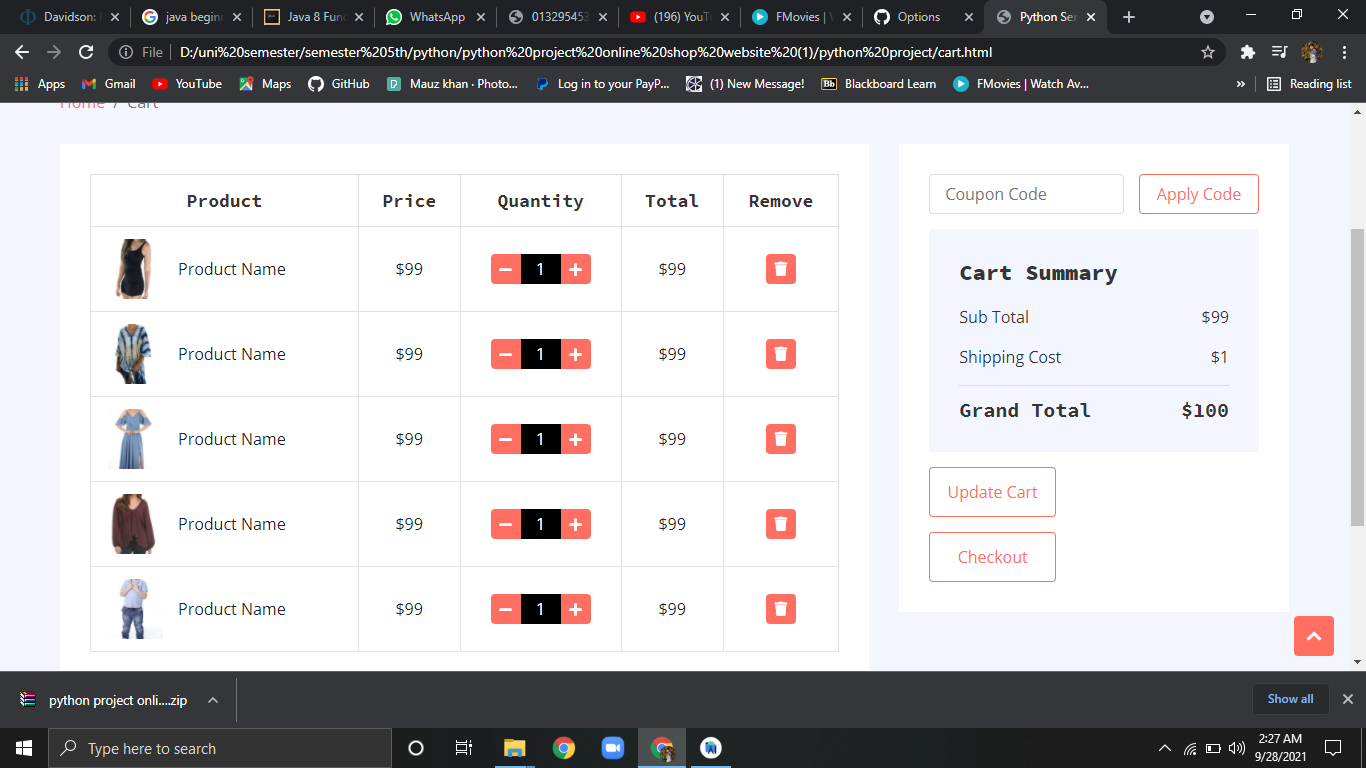 Davidson:
java begin
Java 8 Fun
WhatsApp
013295453
(196) YouT
FMovies |
Options
Python Ser
File | D:/uni%20semester/semester%205th/python/python%20project%20online%20shop%20website%20(1)/python%20project/cart.html
Apps Gmail YouTube Maps GitHub Mauz khan · Photo... Log in to your PayP... (1) New Message! Bb Blackboard Learn FMovies | Watch Av... » Reading list
Home / Cart
Product Price Quantity Total Remove
Product Name $99 1 $99
Product Name $99 1 $99
Product Name $99 1 $99
Product Name $99 1 $99
Product Name $99 1 $99
Coupon Code Apply Code
Cart Summary
Sub Total $99
Shipping Cost $1
Grand Total $100
Update Cart
Checkout
python project onli....zip
Show all
Type here to search
2:27 AM
9/28/2021